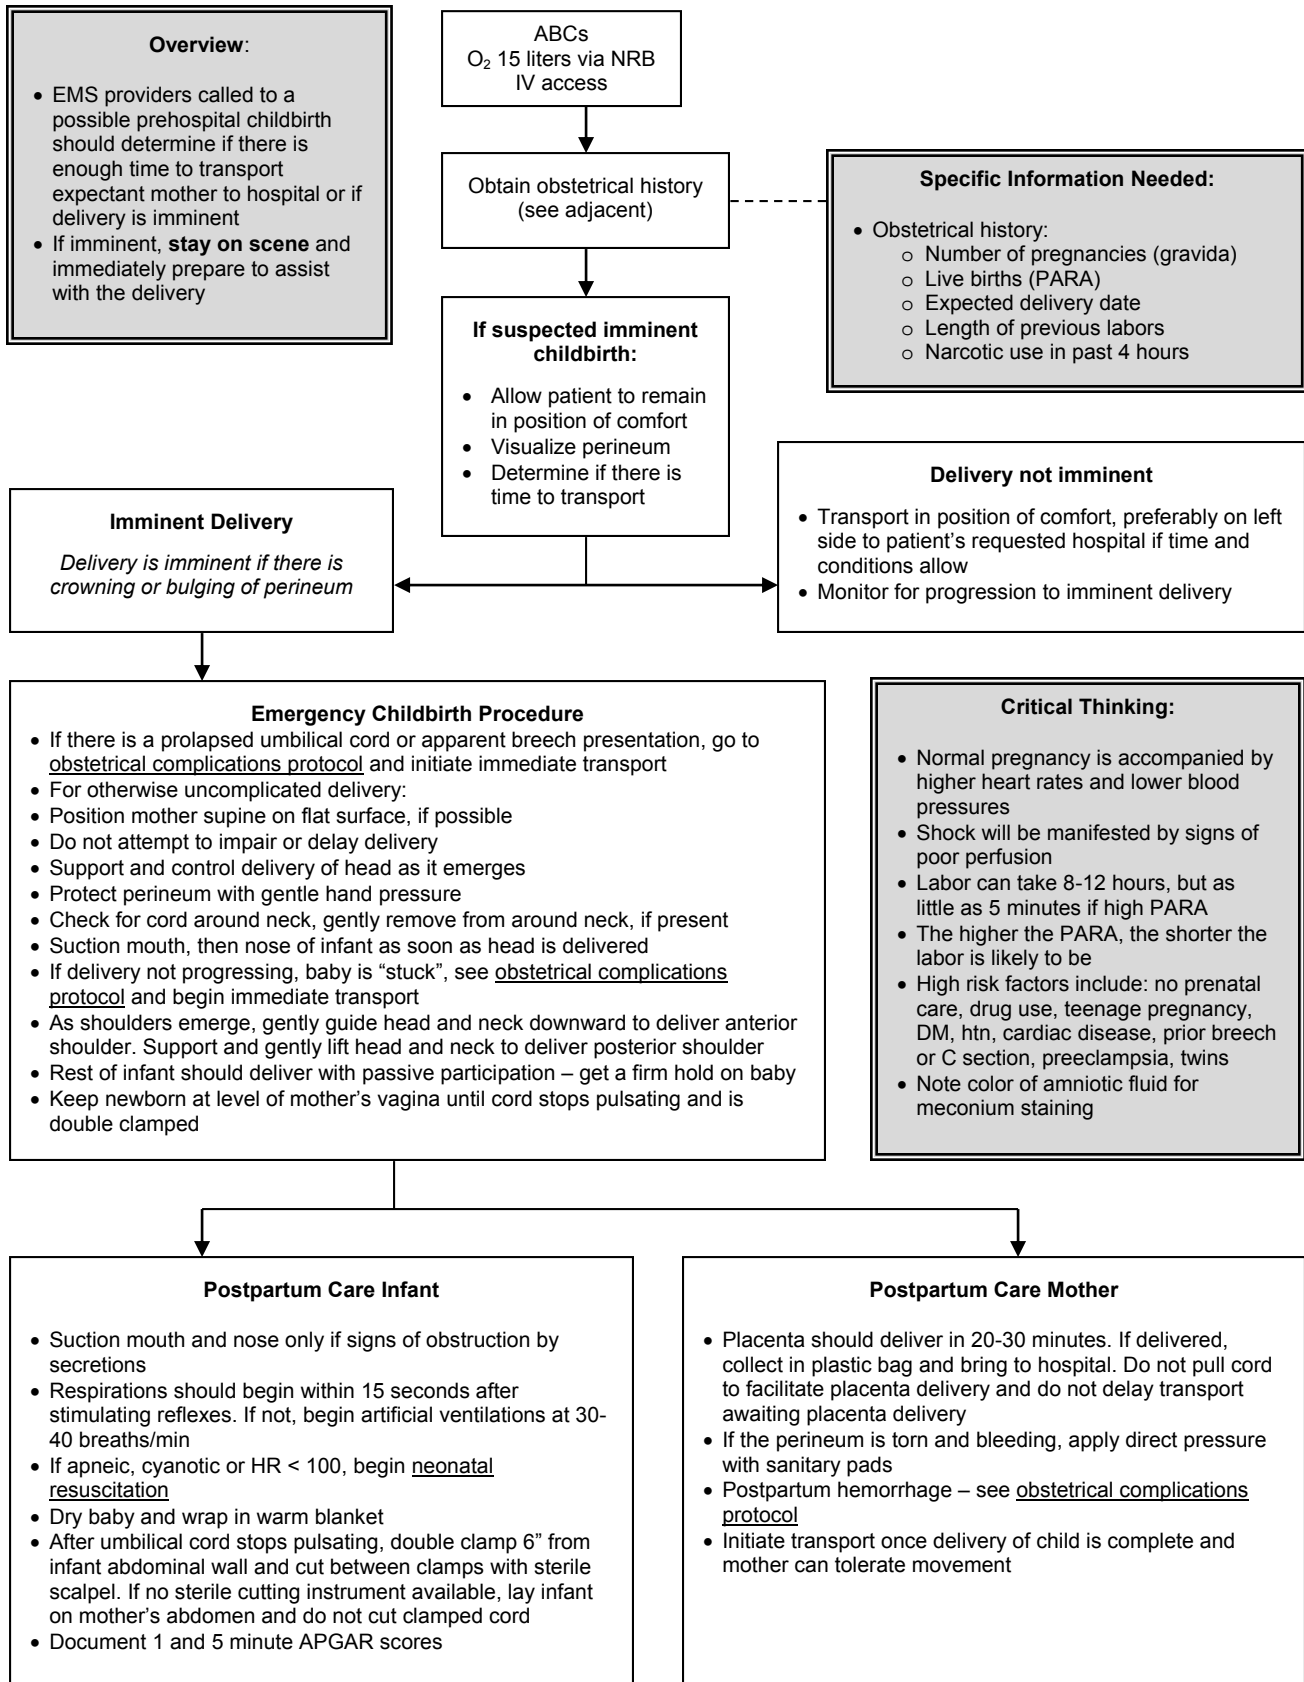 Overview:
• EMS providers called to a
possible prehospital childbirth
should determine if there is
enough time to transport
expectant mother to hospital or if
delivery is imminent
• If imminent, stay on scene and
immediately prepare to assist
with the delivery
ABCs
O₂ 15 liters via NRB
IV access
Obtain obstetrical history
(see adjacent)
Specific Information Needed:
• Obstetrical history:
o Number of pregnancies (gravida)
o Live births (PARA)
o Expected delivery date
o Length of previous labors
o Narcotic use in past 4 hours
If suspected imminent
childbirth:
• Allow patient to remain
in position of comfort
• Visualize perineum
• Determine if there is
time to transport
Imminent Delivery
Delivery is imminent if there is
crowning or bulging of perineum
Delivery not imminent
• Transport in position of comfort, preferably on left
side to patient’s requested hospital if time and
conditions allow
• Monitor for progression to imminent delivery
Emergency Childbirth Procedure
• If there is a prolapsed umbilical cord or apparent breech presentation, go to
obstetrical complications protocol and initiate immediate transport
• For otherwise uncomplicated delivery:
• Position mother supine on flat surface, if possible
• Do not attempt to impair or delay delivery
• Support and control delivery of head as it emerges
• Protect perineum with gentle hand pressure
• Check for cord around neck, gently remove from around neck, if present
• Suction mouth, then nose of infant as soon as head is delivered
• If delivery not progressing, baby is “stuck”, see obstetrical complications
protocol and begin immediate transport
• As shoulders emerge, gently guide head and neck downward to deliver anterior
shoulder. Support and gently lift head and neck to deliver posterior shoulder
• Rest of infant should deliver with passive participation – get a firm hold on baby
• Keep newborn at level of mother’s vagina until cord stops pulsating and is
double clamped
Critical Thinking:
• Normal pregnancy is accompanied by
higher heart rates and lower blood
pressures
• Shock will be manifested by signs of
poor perfusion
• Labor can take 8-12 hours, but as
little as 5 minutes if high PARA
• The higher the PARA, the shorter the
labor is likely to be
• High risk factors include: no prenatal
care, drug use, teenage pregnancy,
DM, htn, cardiac disease, prior breech
or C section, preeclampsia, twins
• Note color of amniotic fluid for
meconium staining
Postpartum Care Infant
• Suction mouth and nose only if signs of obstruction by
secretions
• Respirations should begin within 15 seconds after
stimulating reflexes. If not, begin artificial ventilations at 30-
40 breaths/min
• If apneic, cyanotic or HR < 100, begin neonatal
resuscitation
• Dry baby and wrap in warm blanket
• After umbilical cord stops pulsating, double clamp 6” from
infant abdominal wall and cut between clamps with sterile
scalpel. If no sterile cutting instrument available, lay infant
on mother’s abdomen and do not cut clamped cord
• Document 1 and 5 minute APGAR scores
Postpartum Care Mother
• Placenta should deliver in 20-30 minutes. If delivered,
collect in plastic bag and bring to hospital. Do not pull cord
to facilitate placenta delivery and do not delay transport
awaiting placenta delivery
• If the perineum is torn and bleeding, apply direct pressure
with sanitary pads
• Postpartum hemorrhage – see obstetrical complications
protocol
• Initiate transport once delivery of child is complete and
mother can tolerate movement